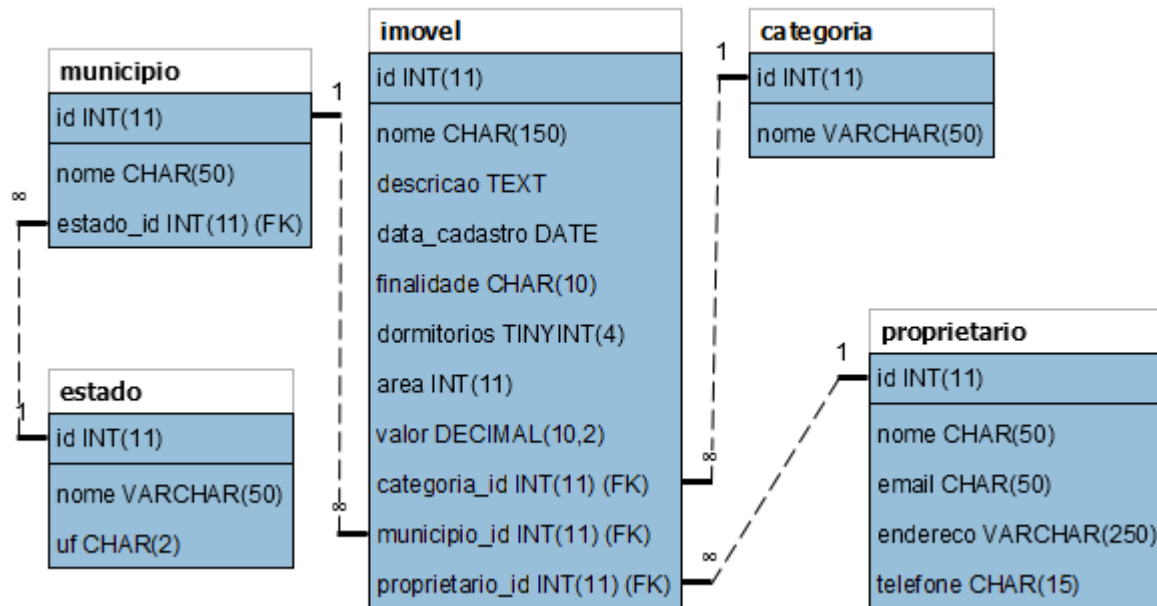 municipio
id INT(11)
nome CHAR(50)
estado_id INT(11) (FK)
1
∞
estado
id INT(11)
nome VARCHAR(50)
uf CHAR(2)
1
imovel
id INT(11)
nome CHAR(150)
descricao TEXT
data_cadastro DATE
finalidade CHAR(10)
dormitorios TINYINT(4)
area INT(11)
valor DECIMAL(10,2)
categoria_id INT(11) (FK)
municipio_id INT(11) (FK)
proprietario_id INT(11) (FK)
∞
∞
∞
categoria
id INT(11)
nome VARCHAR(50)
1
proprietario
id INT(11)
nome CHAR(50)
email CHAR(50)
endereco VARCHAR(250)
telefone CHAR(15)
1